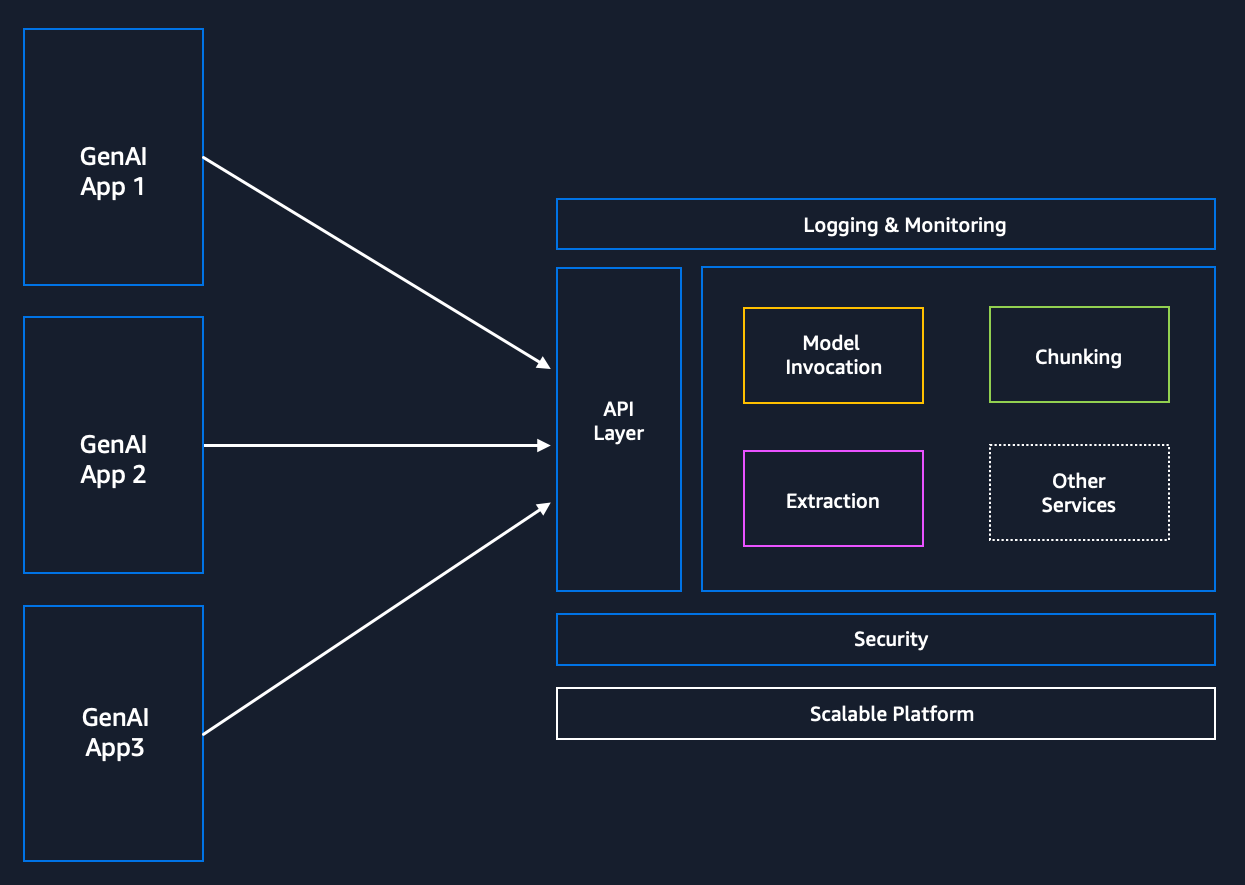 GenAI
App 1
GenAI
App 2
GenAI
App3
Logging & Monitoring
API
Layer
Model
Invocation
Chunking
Extraction
Other
Services
Security
Scalable Platform